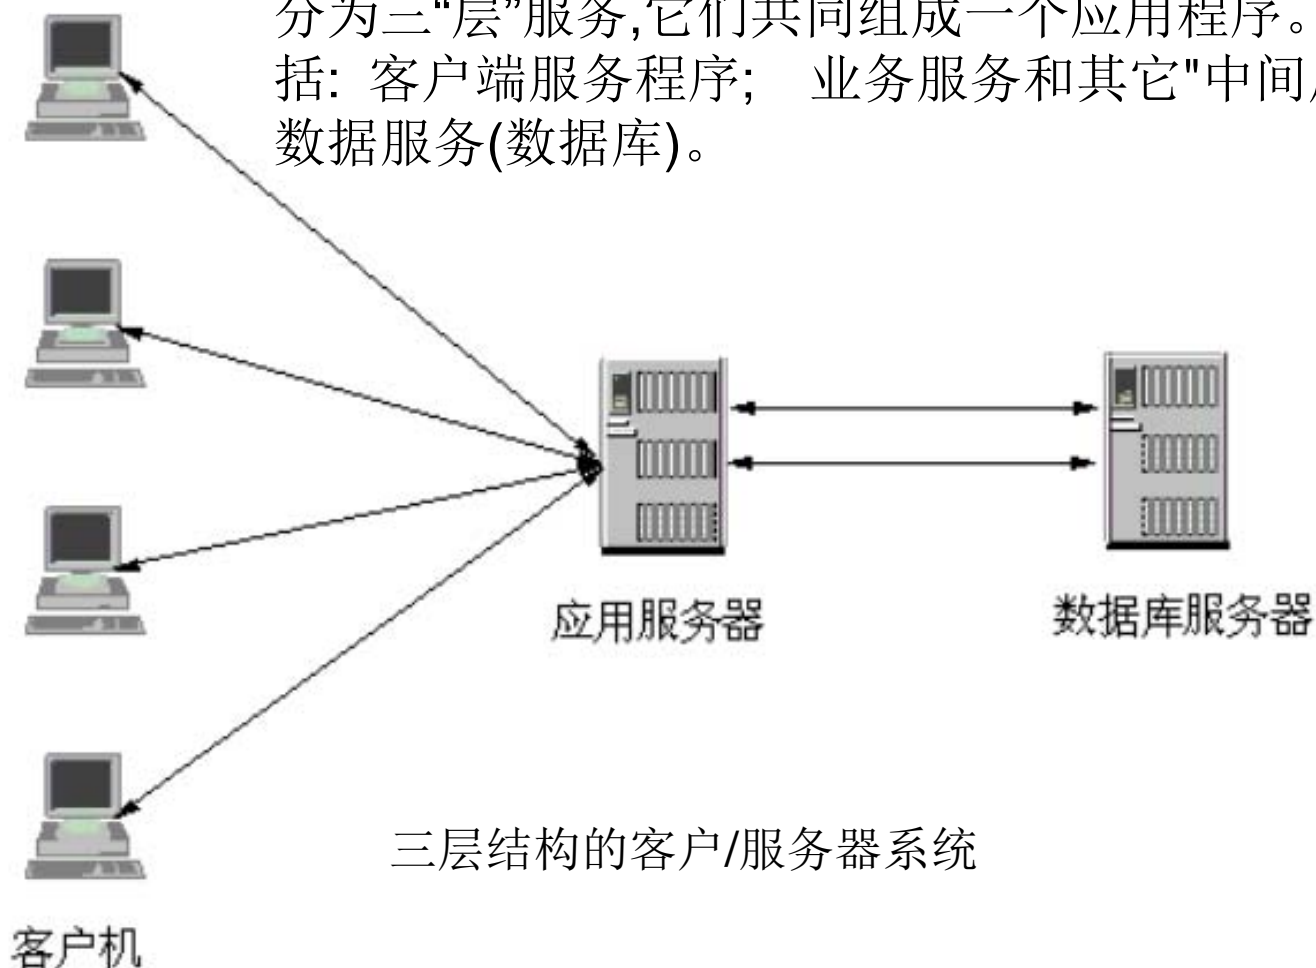 分为三“层”服务,它们共同组成一个应用程序。
括: 客户端服务程序; 业务服务和其它"中间
数据服务(数据库)。
应用服务器
数据库服务器
三层结构的客户/服务器系统
客户机